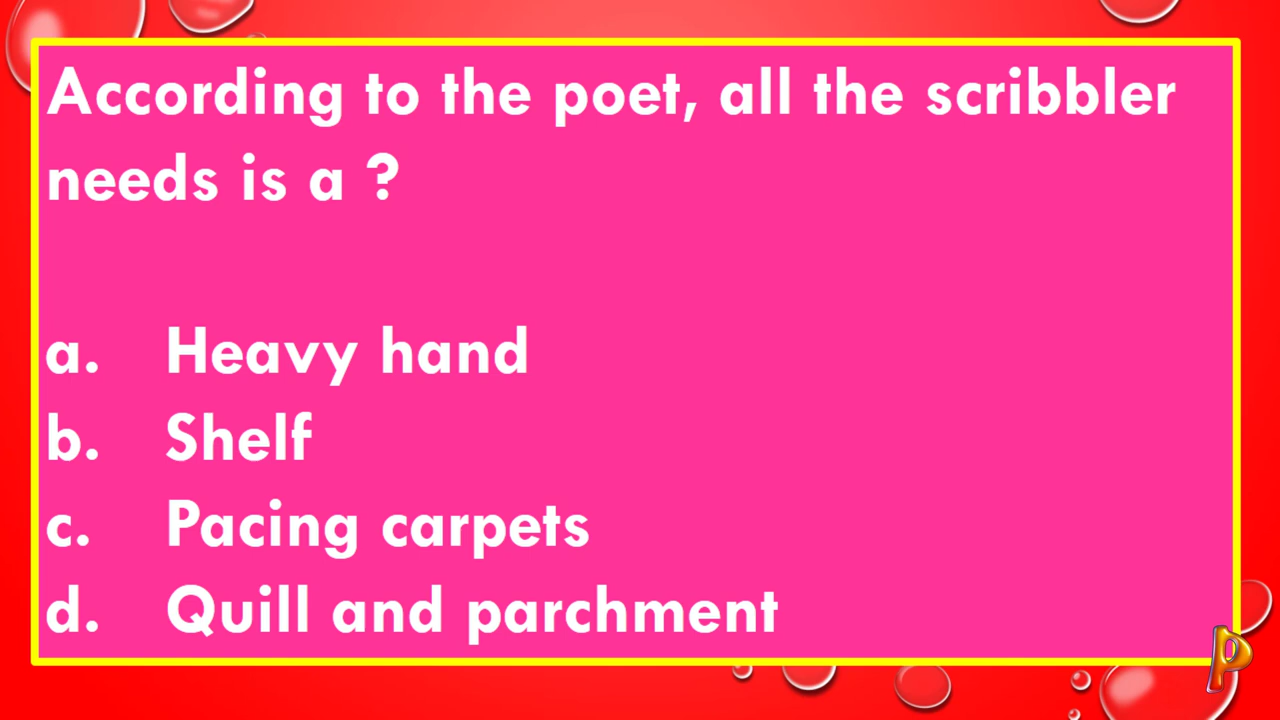 According to the poet, all the scribbler
needs is a ?
a. Heavy hand
b. Shelf
c. Pacing carpets
d. Quill and parchment
P